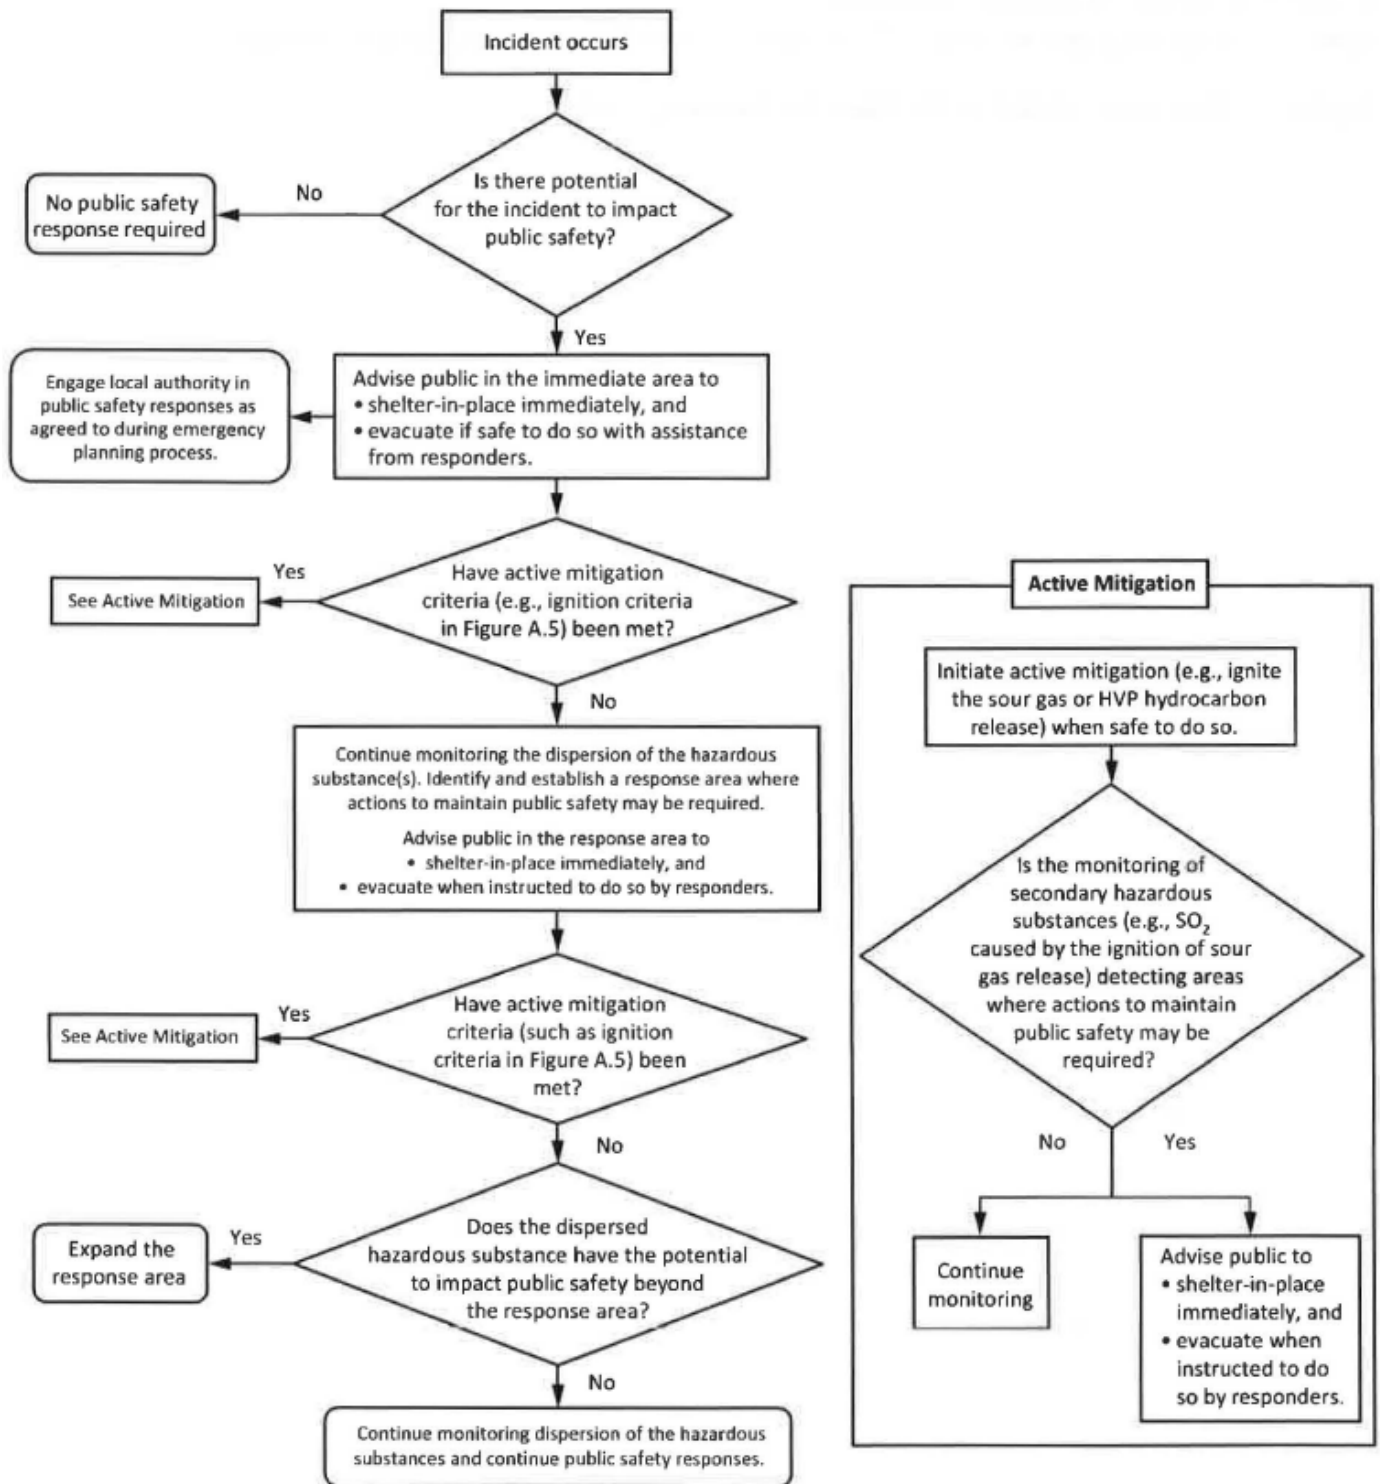 Incident occurs
Is there potential
for the incident to impact
public safety?
No
No public safety
response required
Yes
Advise public in the immediate area to
• shelter-in-place immediately, and
• evacuate if safe to do so with assistance
from responders.
Engage local authority in
public safety responses as
agreed to during emergency
planning process.
Have active mitigation
criteria (e.g., ignition criteria
in Figure A.5) been met?
Yes
See Active Mitigation
No
Continue monitoring the dispersion of the hazardous
substance(s). Identify and establish a response area where
actions to maintain public safety may be required.
Advise public in the response area to
• shelter-in-place immediately, and
• evacuate when instructed to do so by responders.
Have active mitigation
criteria (such as ignition
criteria in Figure A.5) been
met?
Yes
See Active Mitigation
No
Does the dispersed
hazardous substance have the potential
to impact public safety beyond
the response area?
Yes
Expand the
response area
No
Continue monitoring dispersion of the hazardous
substances and continue public safety responses.
Active Mitigation
Initiate active mitigation (e.g., ignite
the sour gas or HVP hydrocarbon
release) when safe to do so.
Is the monitoring of
secondary hazardous
substances (e.g., SO₂
caused by the ignition of sour
gas release) detecting areas
where actions to maintain
public safety may be
required?
No
Yes
Continue
monitoring
Advise public to
• shelter-in-place
immediately, and
• evacuate when
instructed to do
so by responders.